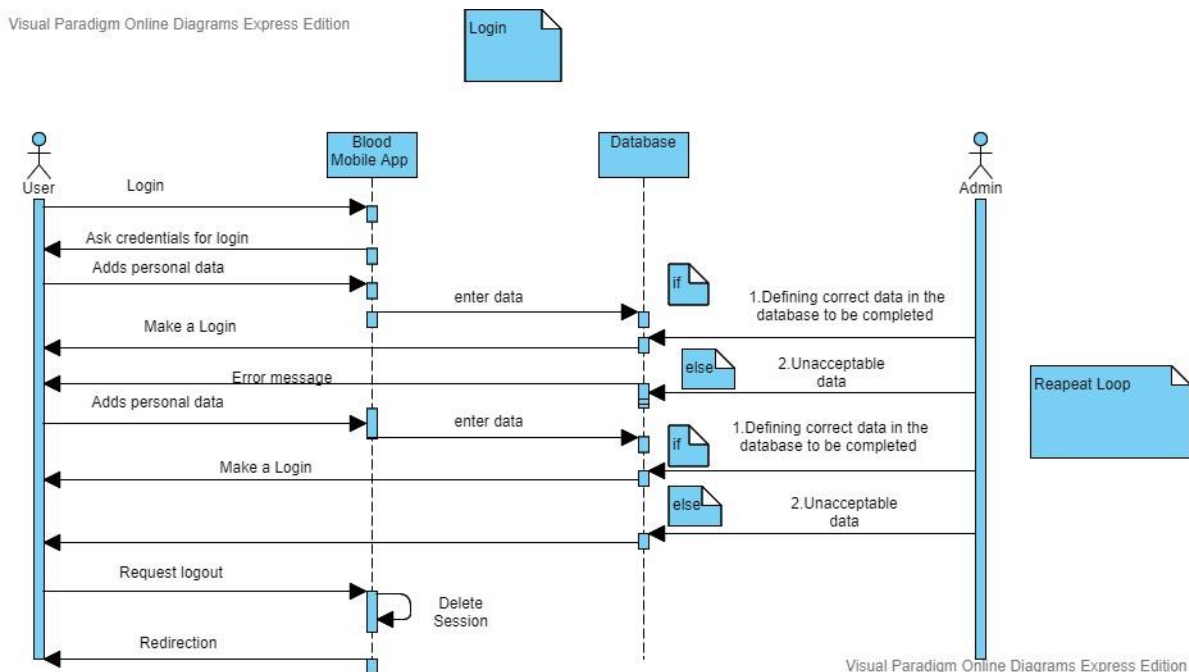 Visual Paradigm Online Diagrams Express Edition
Login
Blood
Mobile App
Database
User
Admin
Login
Ask credentials for login
Adds personal data
enter data
if
1.Defining correct data in the
database to be completed
Make a Login
else
2.Unacceptable
data
Error message
Reapeat Loop
Adds personal data
enter data
if
1.Defining correct data in the
database to be completed
Make a Login
else
2.Unacceptable
data
Request logout
Delete
Session
Redirection
Visual Paradigm Online Diagrams Express Edition